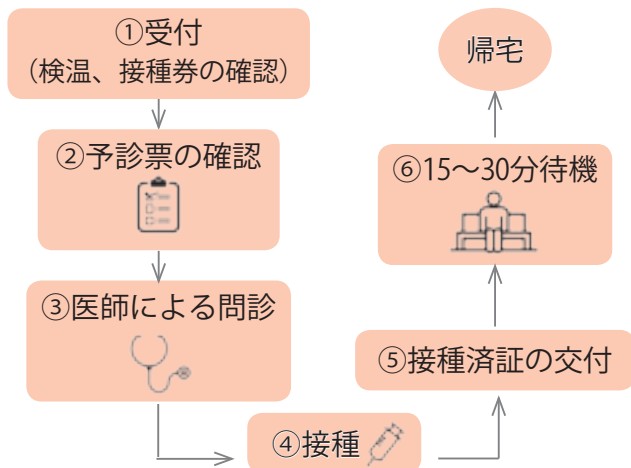 ①受付
（検温、接種券の確認）
②予診票の確認
③医師による問診
④接種
⑤接種済証の交付
⑥15〜30分待機
帰宅